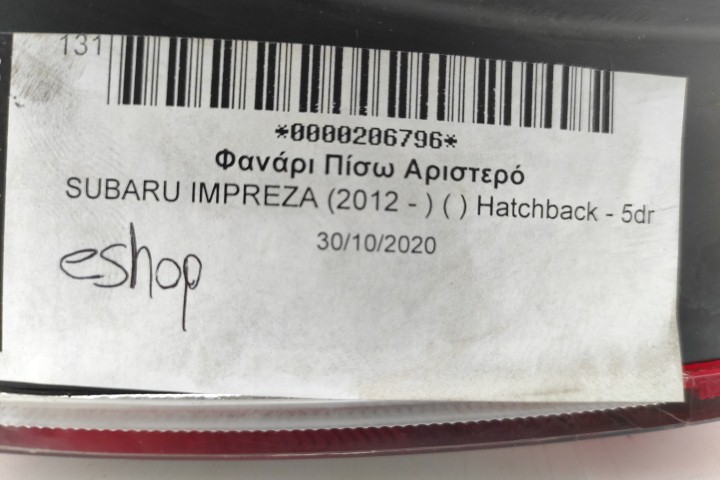 131
*0000206796*
Φανάρι Πίσω Αριστερό
SUBARU IMPREZA (2012 - ) ( ) Hatchback - 5dr
30/10/2020
eshop